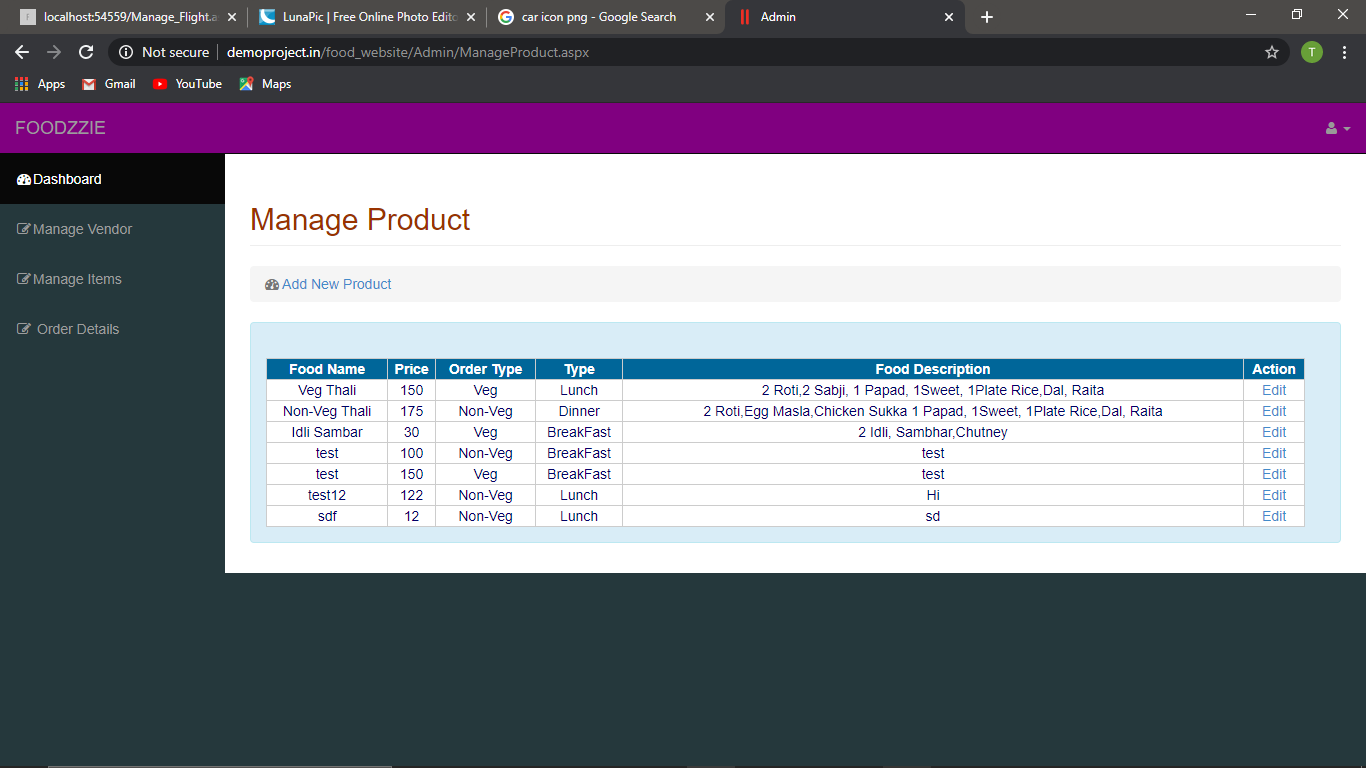 localhost:54559/Manage_Flight.a
LunaPic | Free Online Photo Edito
car icon png - Google Search
Admin
Not secure | demoproject.in/food_website/Admin/ManageProduct.aspx
T
Apps Gmail YouTube Maps
FOODZZIE
Dashboard
Manage Vendor
Manage Items
Order Details
Manage Product
Add New Product
Food Name Price Order Type Type Food Description Action
Veg Thali 150 Veg Lunch 2 Roti,2 Sabji, 1 Papad, 1Sweet, 1Plate Rice,Dal, Raita Edit
Non-Veg Thali 175 Non-Veg Dinner 2 Roti,Egg Masla,Chicken Sukka 1 Papad, 1Sweet, 1Plate Rice,Dal, Raita Edit
Idli Sambar 30 Veg BreakFast 2 Idli, Sambhar,Chutney Edit
test 100 Non-Veg BreakFast test Edit
test 150 Veg BreakFast test Edit
test12 122 Non-Veg Lunch Hi Edit
sdf 12 Non-Veg Lunch sd Edit